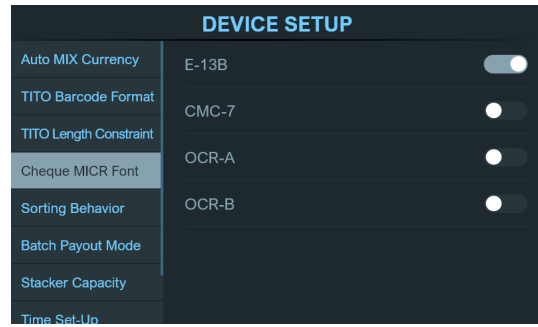 DEVICE SETUP
Auto MIX Currency
TITO Barcode Format
TITO Length Constraint
Cheque MICR Font
Sorting Behavior
Batch Payout Mode
Stacker Capacity
Time Set-Up
E-13B
CMC-7
OCR-A
OCR-B